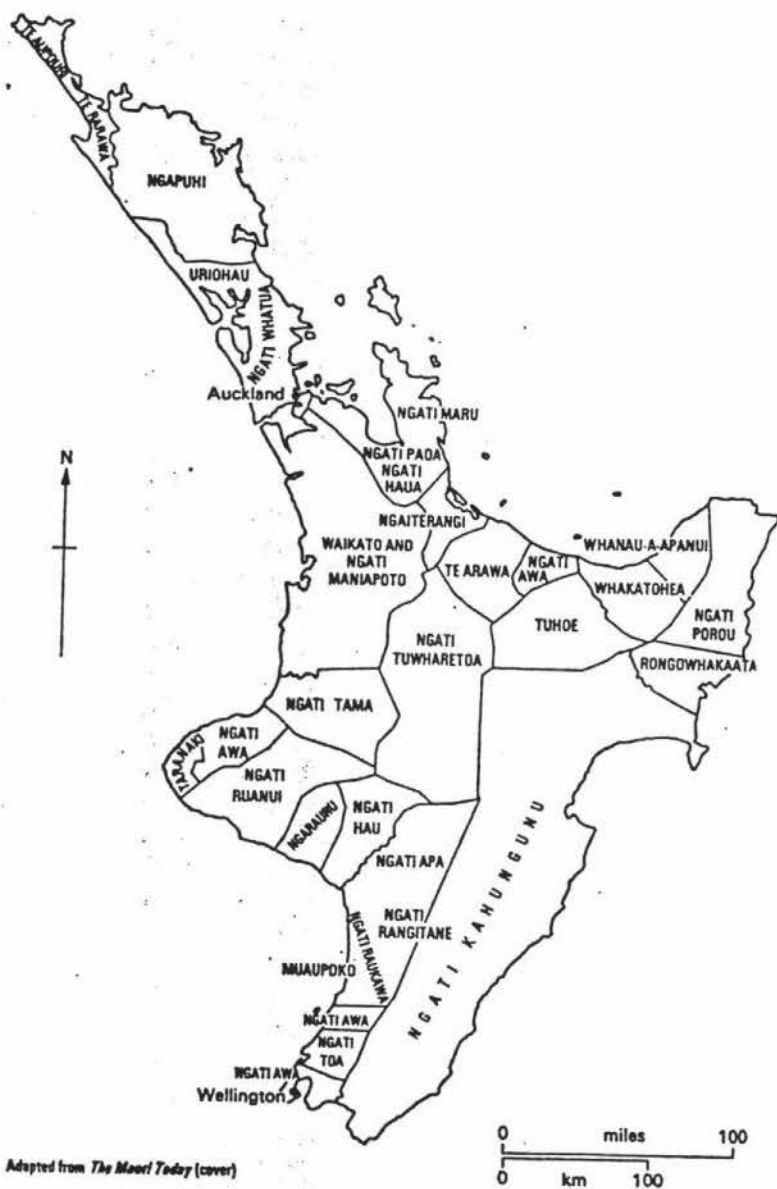 TE AUPOURI
TE RARAWA
NGAPUHI
URIOHAU
NGATI WHATUA
Auckland
NGATI MARU
NGATI PAOA
NGATI
HAUA
N
NGAITERANGI
WAIKATO AND
NGATI
MANIAPOTO
TE ARAWA
NGATI
AWA
WHANAU-A-APANUI
WHAKATOHEA
NGATI
POROU
TUHOE
NGATI
TUWHARETOA
RONGOWHAKAATA
NGATI TAMA
TARANAKI
NGATI
AWA
NGATI
RUANUI
NGARAURU
NGATI
HAU
NGATI APA
NGATI
RANGITANE
NGATI RAUKAWA
NGATI KAHUNGUNU
MUAUPOKO
NGATI AWA
NGATI
TOA
NGATI AWA
Wellington
0 miles 100
0 km 100
Adapted from The Maori Today (cover)